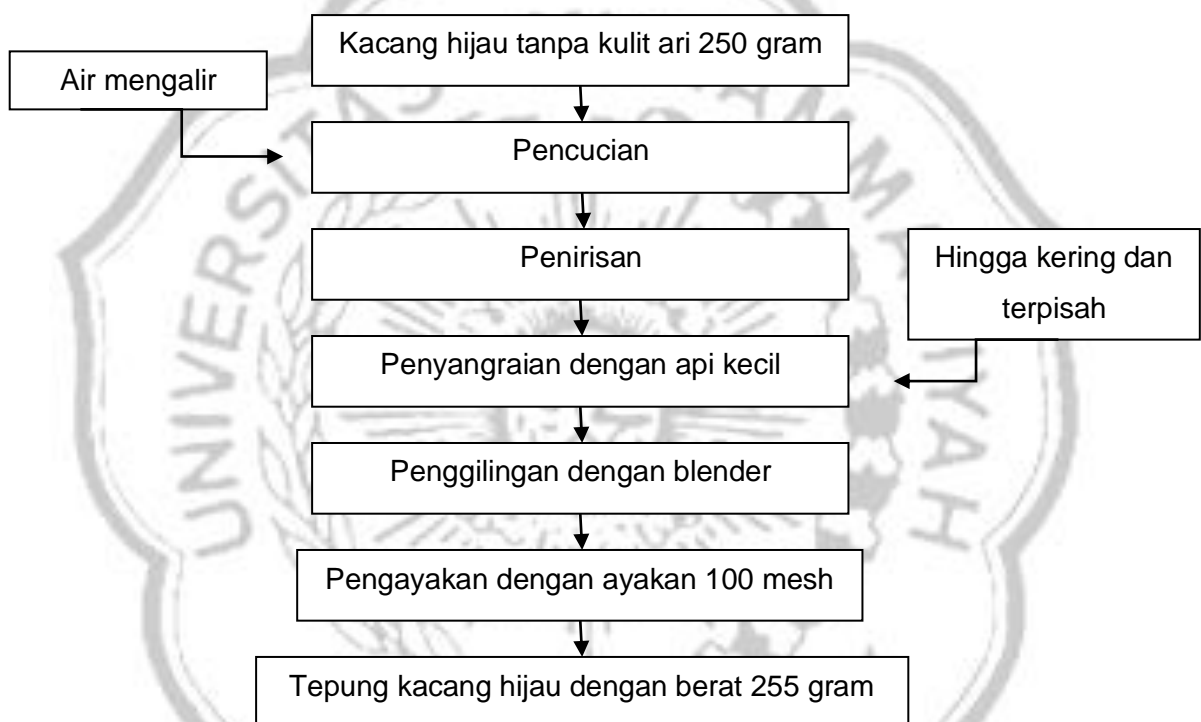 Kacang hijau tanpa kulit ari 250 gram
Air mengalir
Pencucian
Penirisan
Hingga kering dan
terpisah
Penyangraian dengan api kecil
Penggilingan dengan blender
Pengayakan dengan ayakan 100 mesh
Tepung kacang hijau dengan berat 255 gram